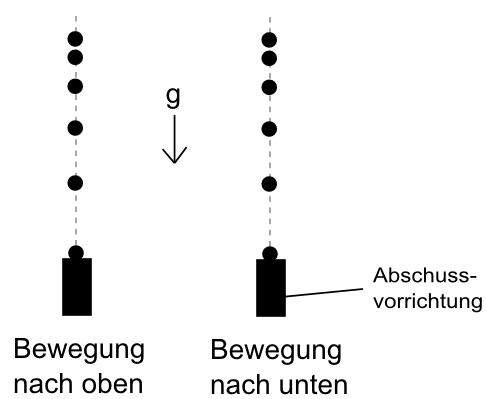 g
Abschuss-
vorrichtung
Bewegung
nach oben
Bewegung
nach unten